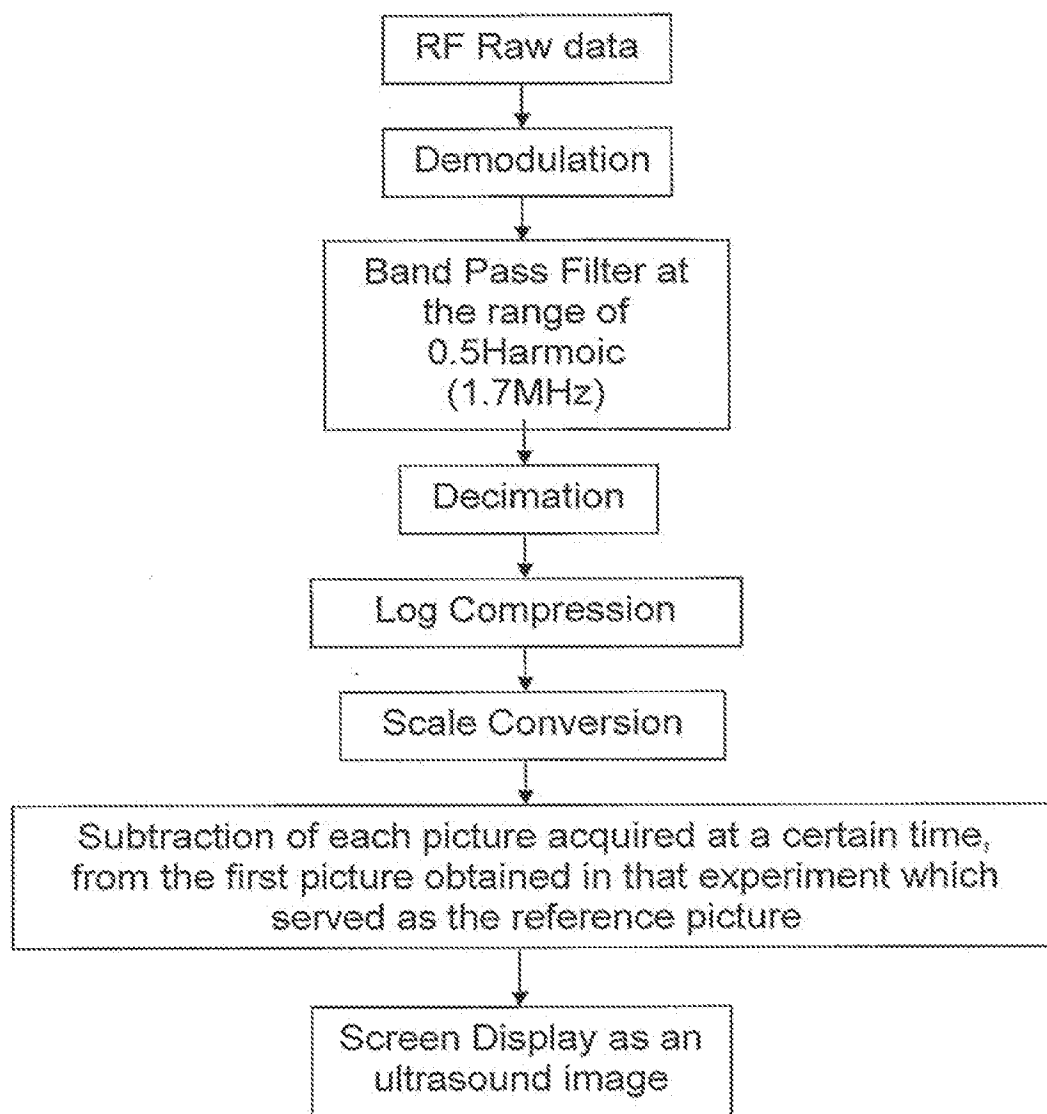 RF Raw data
Demodulation
Band Pass Filter at
the range of
0.5Harmoic
(1.7MHz)
Decimation
Log Compression
Scale Conversion
Subtraction of each picture acquired at a certain time,
from the first picture obtained in that experiment which
served as the reference picture
Screen Display as an
ultrasound image